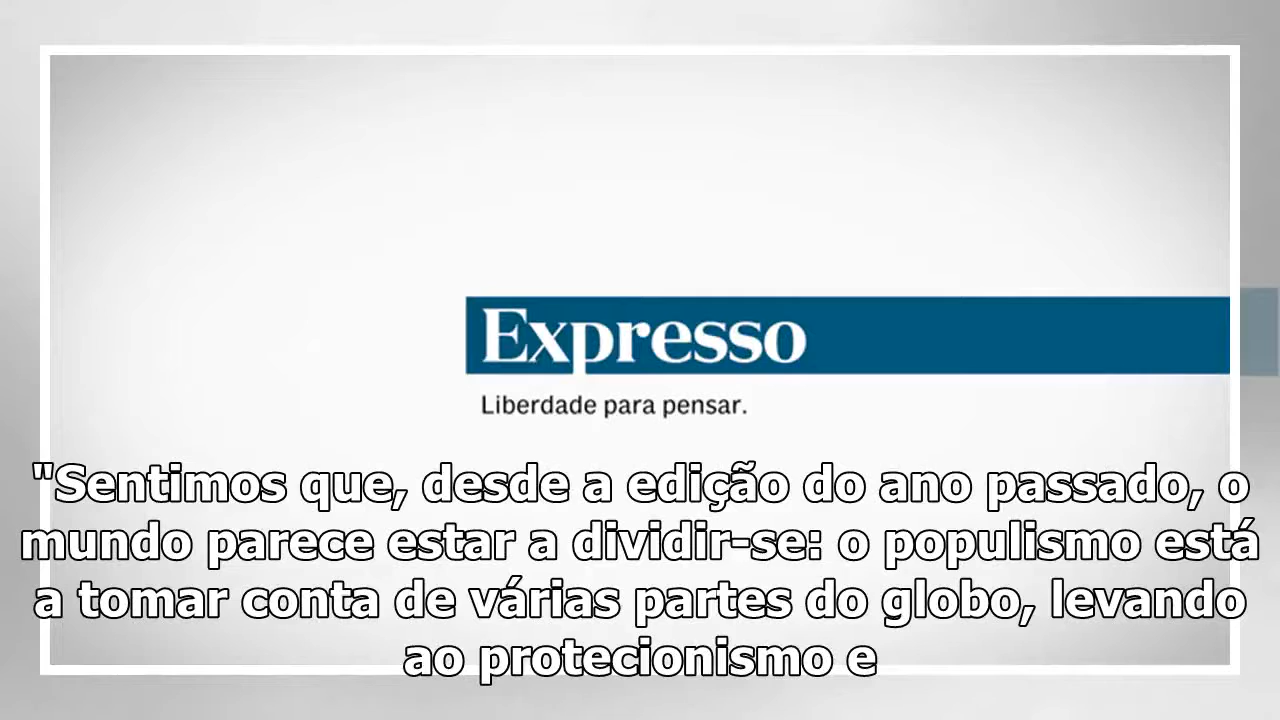 Expresso
Liberdade para pensar.
"Sentimos que, desde a edição do ano passado, o
mundo parece estar a dividir-se: o populismo está
a tomar conta de várias partes do globo, levando
ao protecionismo e